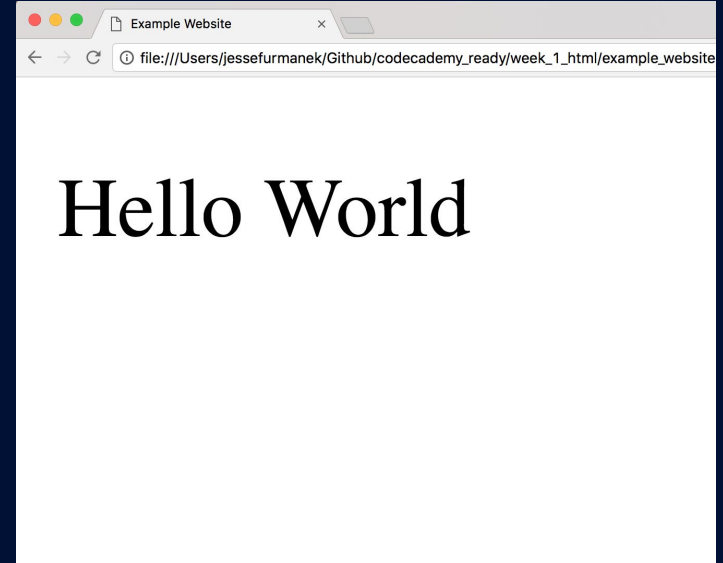 Example Website
file:///Users/jessefurmanek/Github/codecademy_ready/week_1_html/example_website
Hello World